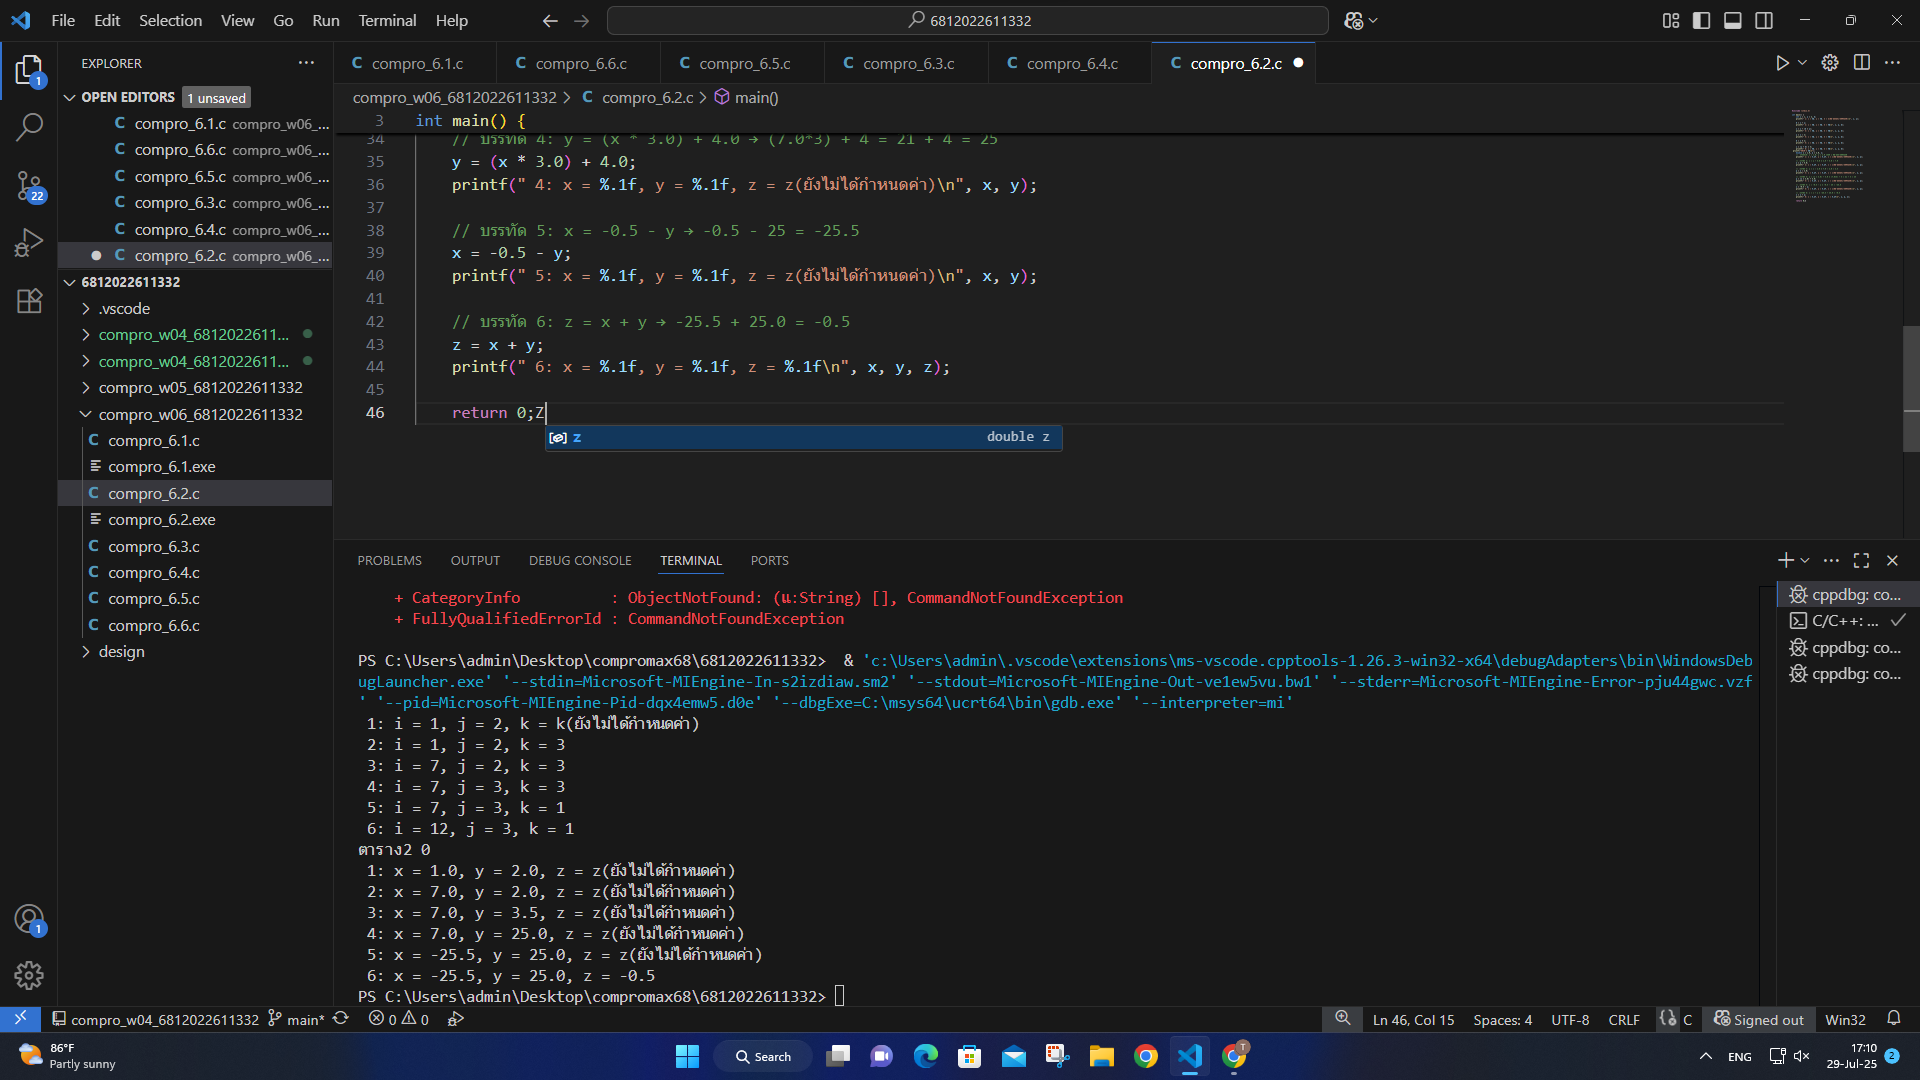 File Edit Selection View Go Run Terminal Help
6812022611332
EXPLORER
OPEN EDITORS 1 unsaved
compro_6.1.c compro_w06_...
compro_6.6.c compro_w06_...
compro_6.5.c compro_w06_...
compro_6.3.c compro_w06_...
compro_6.4.c compro_w06_...
compro_6.2.c compro_w06_...
6812022611332
.vscode
compro_w04_6812022611...
compro_w04_6812022611...
compro_w05_6812022611332
compro_w06_6812022611332
C compro_6.1.c
compro_6.1.exe
C compro_6.2.c
compro_6.2.exe
C compro_6.3.c
C compro_6.4.c
C compro_6.5.c
C compro_6.6.c
design
1
22
1
C compro_6.1.c C compro_6.6.c C compro_6.5.c C compro_6.3.c C compro_6.4.c C compro_6.2.c
compro_w06_6812022611332 > C compro_6.2.c > main()
3 int main() {
34 // บรรทัด 4: y = (x * 3.0) + 4.0 → (7.0*3) + 4 = 21 + 4 = 25
35 y = (x * 3.0) + 4.0;
36 printf(" 4: x = %.1f, y = %.1f, z = z(ยังไม่ได้กำหนดค่า)\n", x, y);
37
38 // บรรทัด 5: x = -0.5 - y → -0.5 - 25 = -25.5
39 x = -0.5 - y;
40 printf(" 5: x = %.1f, y = %.1f, z = z(ยังไม่ได้กำหนดค่า)\n", x, y);
41
42 // บรรทัด 6: z = x + y → -25.5 + 25.0 = -0.5
43 z = x + y;
44 printf(" 6: x = %.1f, y = %.1f, z = %.1f\n", x, y, z);
45
46 return 0;Z
z double z
PROBLEMS OUTPUT DEBUG CONSOLE TERMINAL PORTS
+ CategoryInfo : ObjectNotFound: (แ:String) [], CommandNotFoundException
+ FullyQualifiedErrorId : CommandNotFoundException
PS C:\Users\admin\Desktop\compromax68\6812022611332> & 'c:\Users\admin\.vscode\extensions\ms-vscode.cpptools-1.26.3-win32-x64\debugAdapters\bin\WindowsDeb
ugLauncher.exe' '--stdin=Microsoft-MIEngine-In-s2izdiaw.sm2' '--stdout=Microsoft-MIEngine-Out-ve1ew5vu.bw1' '--stderr=Microsoft-MIEngine-Error-pju44gwc.vzf
' '--pid=Microsoft-MIEngine-Pid-dqx4emw5.d0e' '--dbgExe=C:\msys64\ucrt64\bin\gdb.exe' '--interpreter=mi'
1: i = 1, j = 2, k = k(ยังไม่ได้กำหนดค่า)
2: i = 1, j = 2, k = 3
3: i = 7, j = 2, k = 3
4: i = 7, j = 3, k = 3
5: i = 7, j = 3, k = 1
6: i = 12, j = 3, k = 1
ตาราง2 0
1: x = 1.0, y = 2.0, z = z(ยังไม่ได้กำหนดค่า)
2: x = 7.0, y = 2.0, z = z(ยังไม่ได้กำหนดค่า)
3: x = 7.0, y = 3.5, z = z(ยังไม่ได้กำหนดค่า)
4: x = 7.0, y = 25.0, z = z(ยังไม่ได้กำหนดค่า)
5: x = -25.5, y = 25.0, z = z(ยังไม่ได้กำหนดค่า)
6: x = -25.5, y = 25.0, z = -0.5
PS C:\Users\admin\Desktop\compromax68\6812022611332>
cppdbg: co...
C/C++: ...
cppdbg: co...
cppdbg: co...
compro_w04_6812022611332 main* 0 0
Ln 46, Col 15 Spaces: 4 UTF-8 CRLF C Signed out Win32
86°F
Partly sunny
Search
T
ENG
17:10
29-Jul-25
2